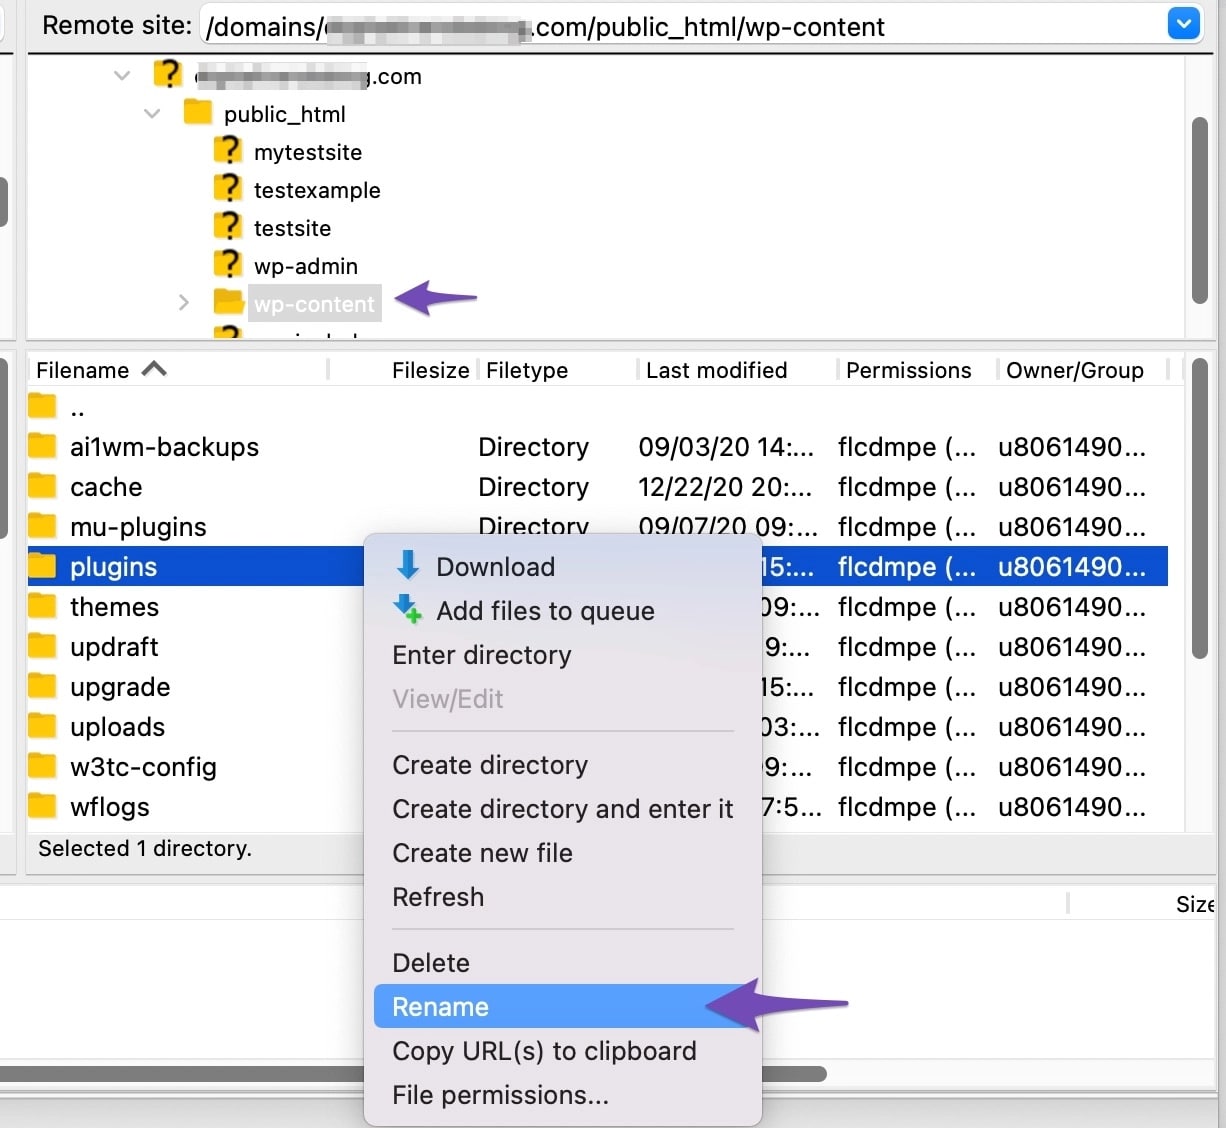 Remote site: /domains/ .com/public_html/wp-content
.com
public_html
mytestsite
testexample
testsite
wp-admin
wp-content
Filename Filesize Filetype Last modified Permissions Owner/Group
..
ai1wm-backups Directory 09/03/20 14:... flcdmpe (... u8061490...
cache Directory 12/22/20 20:... flcdmpe (... u8061490...
mu-plugins Directory 09/07/20 09:... flcdmpe (... u8061490...
plugins 15:... flcdmpe (... u8061490...
themes 09:... flcdmpe (... u8061490...
updraft 9:... flcdmpe (... u8061490...
upgrade 15:... flcdmpe (... u8061490...
uploads 03:... flcdmpe (... u8061490...
w3tc-config 9:... flcdmpe (... u8061490...
wflogs 7:5... flcdmpe (... u8061490...
Selected 1 directory.
Download
Add files to queue
Enter directory
View/Edit
Create directory
Create directory and enter it
Create new file
Refresh
Delete
Rename
Copy URL(s) to clipboard
File permissions...
Size